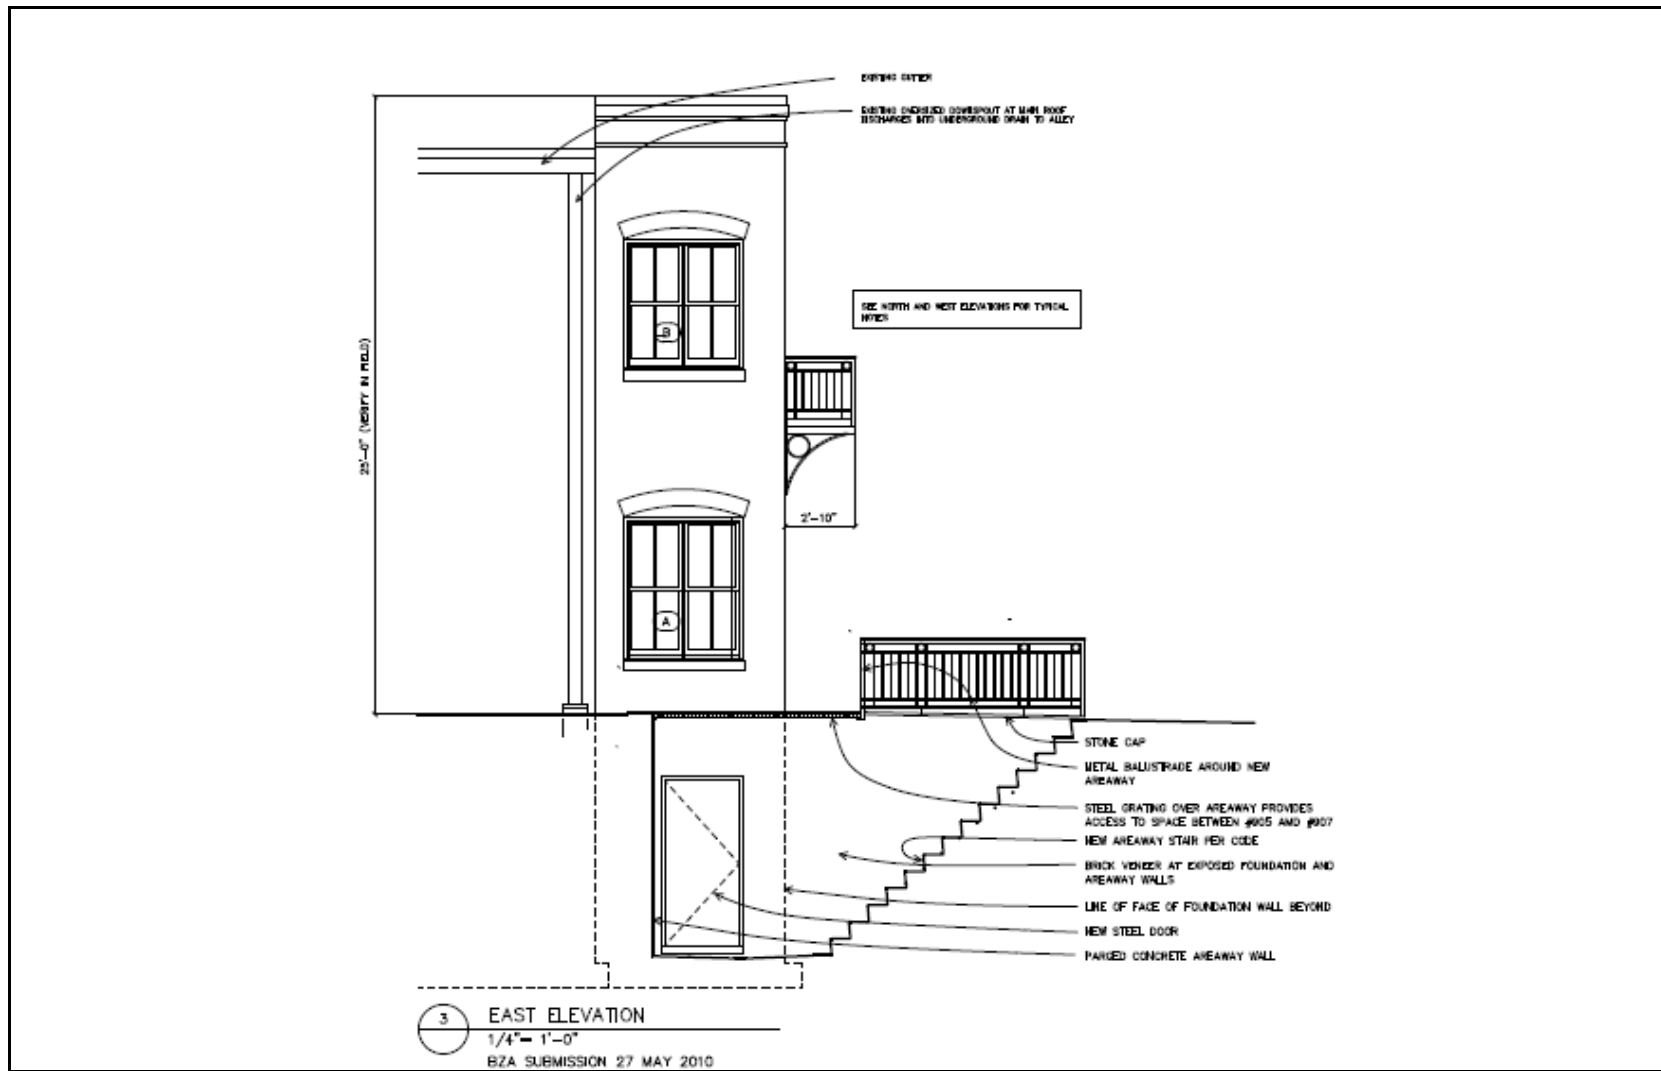 EXISTING GUTTER
EXISTING OVERSIZED DOWNSPOUT AT MAIN ROOF
DISCHARGES INTO UNDERGROUND DRAIN TO ALLEY
SEE NORTH AND WEST ELEVATIONS FOR TYPICAL
NOTES
B
25'-0" (VERIFY IN FIELD)
2'-10"
A
STONE CAP
METAL BALUSTRADE AROUND NEW
AREAWAY
STEEL GRATING OVER AREAWAY PROVIDES
ACCESS TO SPACE BETWEEN #905 AND #907
NEW AREAWAY STAIR PER CODE
BRICK VENEER AT EXPOSED FOUNDATION AND
AREAWAY WALLS
LINE OF FACE OF FOUNDATION WALL BEYOND
NEW STEEL DOOR
PARGED CONCRETE AREAWAY WALL
3
EAST ELEVATION
1/4"= 1'-0"
BZA SUBMISSION 27 MAY 2010